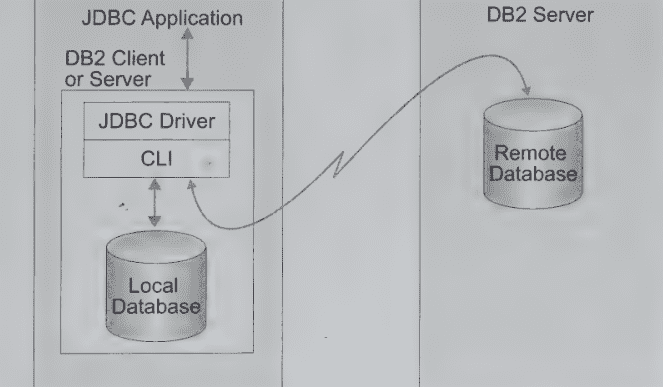 JDBC Application
DB2 Client
or Server
JDBC Driver
CLI
Local
Database
DB2 Server
Remote
Database